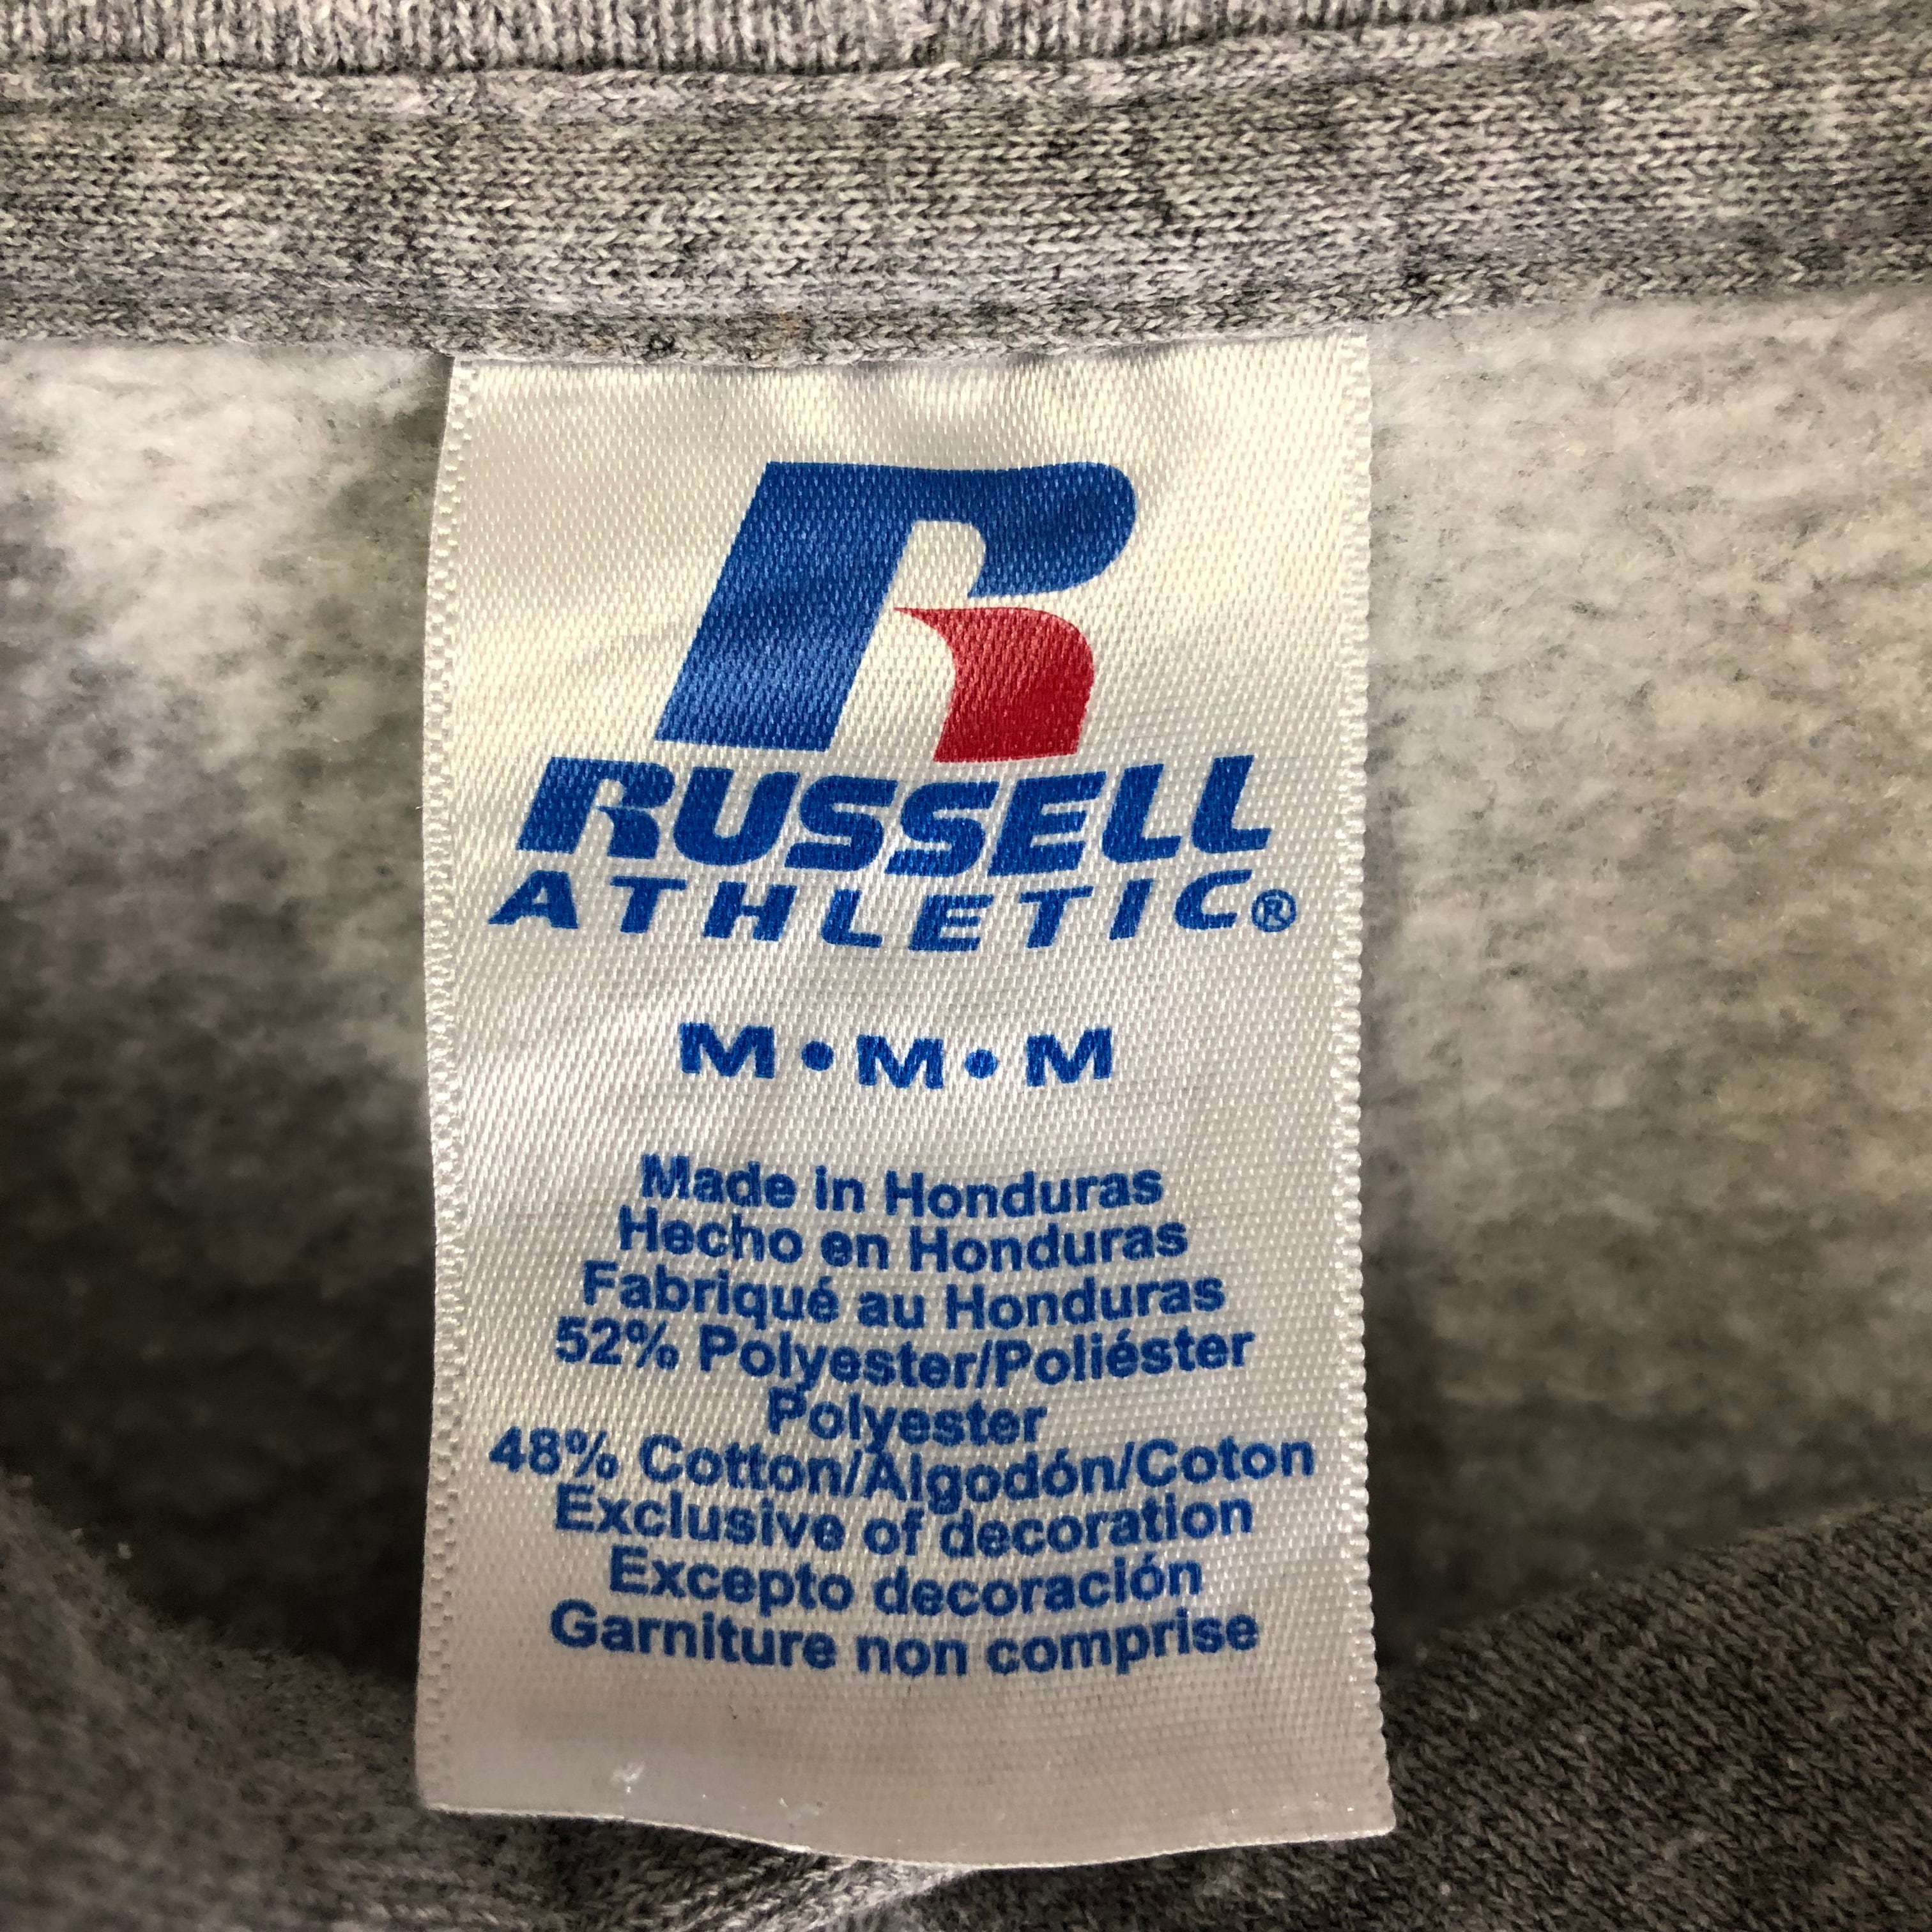 R
RUSSELL
ATHLETIC®
M • M • M
Made in Honduras
Hecho en Honduras
Fabriqué au Honduras
52% Polyester/Poliéster
Polyester
48% Cotton/Algodón/Coton
Exclusive of decoration
Excepto decoración
Garniture non comprise